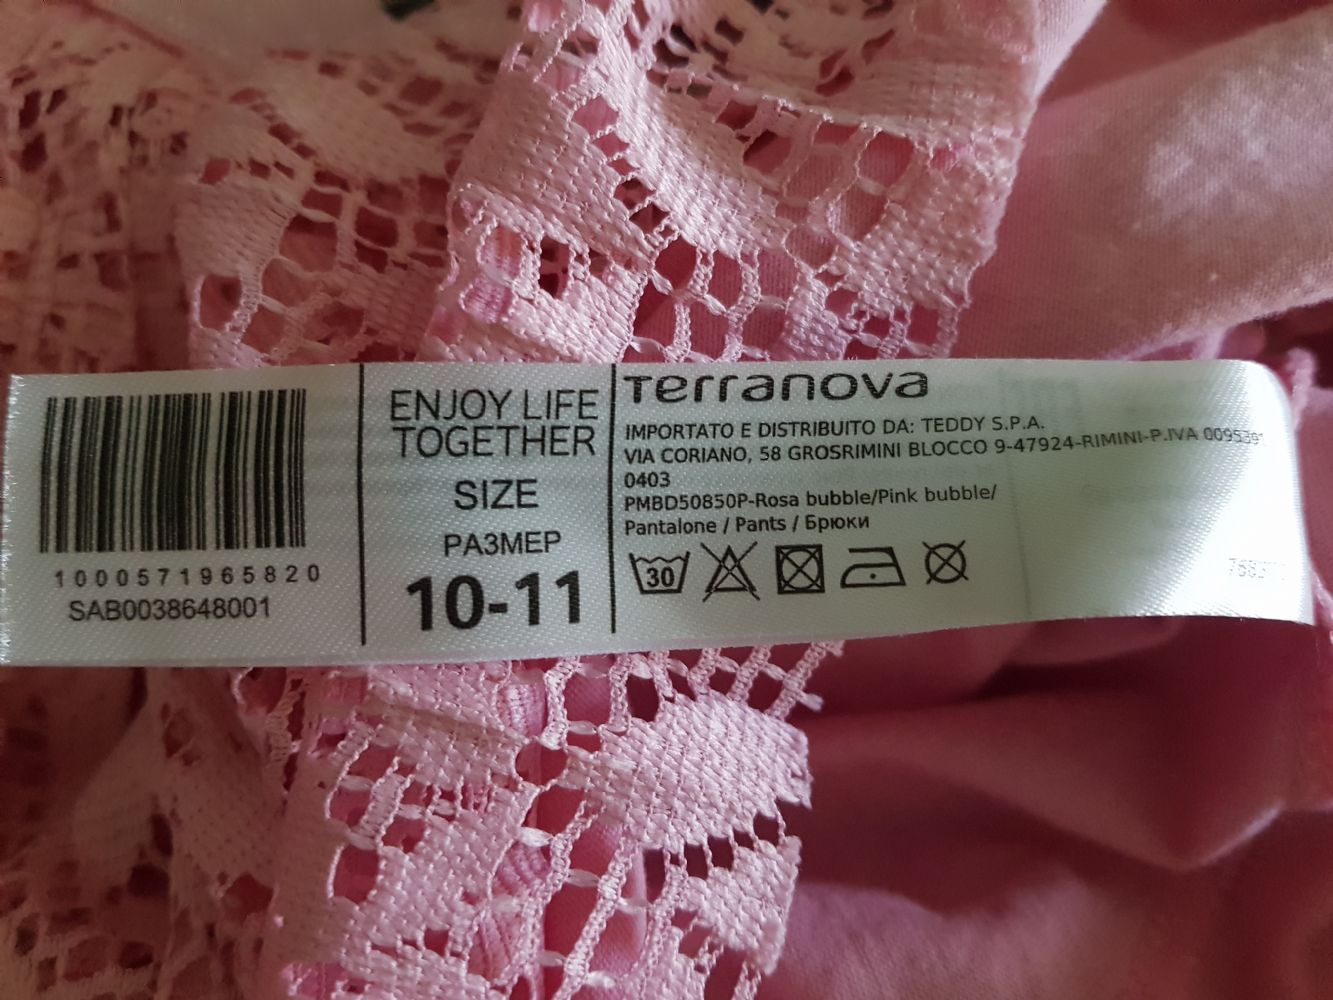 1000571965820
SAB0038648001
ENJOY LIFE
TOGETHER
SIZE
РАЗМЕР
10-11
Terranova
IMPORTATO E DISTRIBUITO DA: TEDDY S.P.A.
VIA CORIANO, 58 GROSRIMINI BLOCCO 9-47924-RIMINI-P.IVA
0403
PMBD50850P-Rosa bubble/Pink bubble/
Pantalone / Pants / Брюки
30